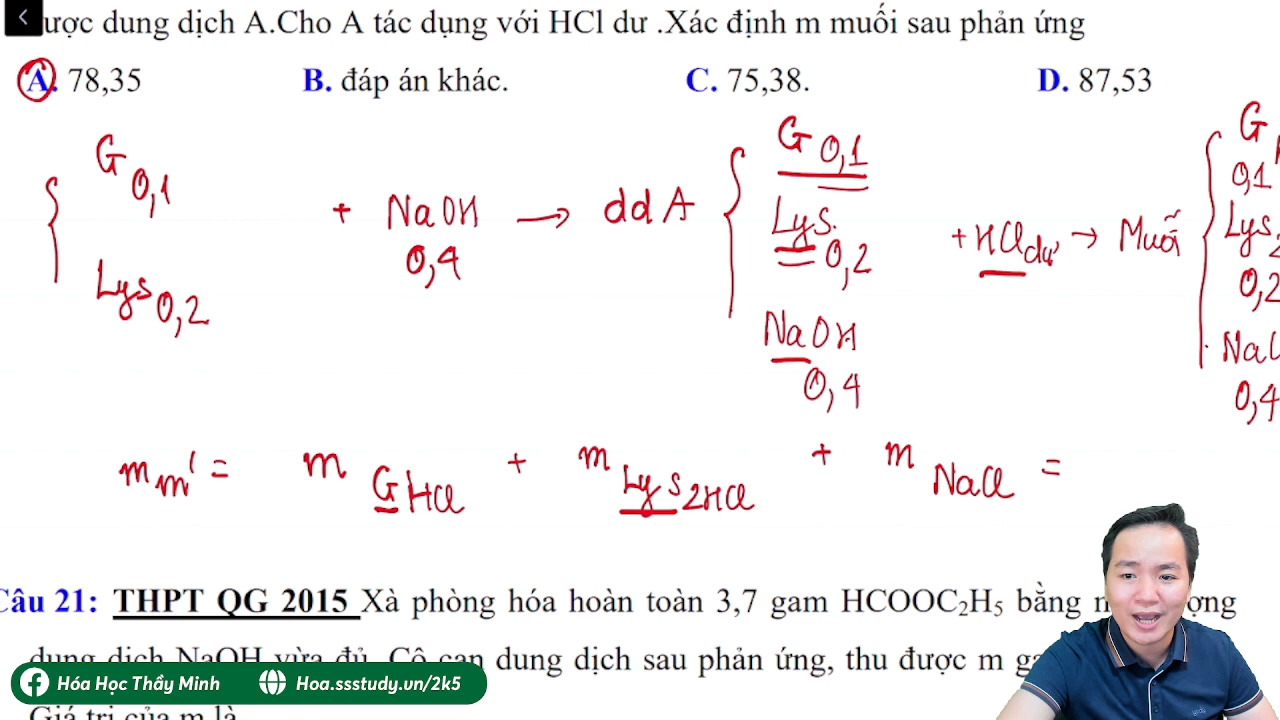 ược dung dịch A.Cho A tác dụng với HCl dư .Xác định m muối sau phản ứng
A. 78,35 B. đáp án khác. C. 75,38. D. 87,53
G 0,1
Lys 0,2
+ NaOH → ddA
0,4
G 0,1
Lys 0,2
NaOH
0,4
+ HCl dư → Muối
G
0,1
Lys
0,2
NaC
0,4
m m' = m GHCl + m Lys2HCl + m NaCl =
Câu 21: THPT QG 2015 Xà phòng hóa hoàn toàn 3,7 gam HCOOC₂H₅ bằng ợng
dung dịch NaOH vừa đủ. Cô cạn dung dịch sau phản ứng, thu được m ga
Giá trị của m là
Hóa Học Thầy Minh Hoa.ssstudy.vn/2k5